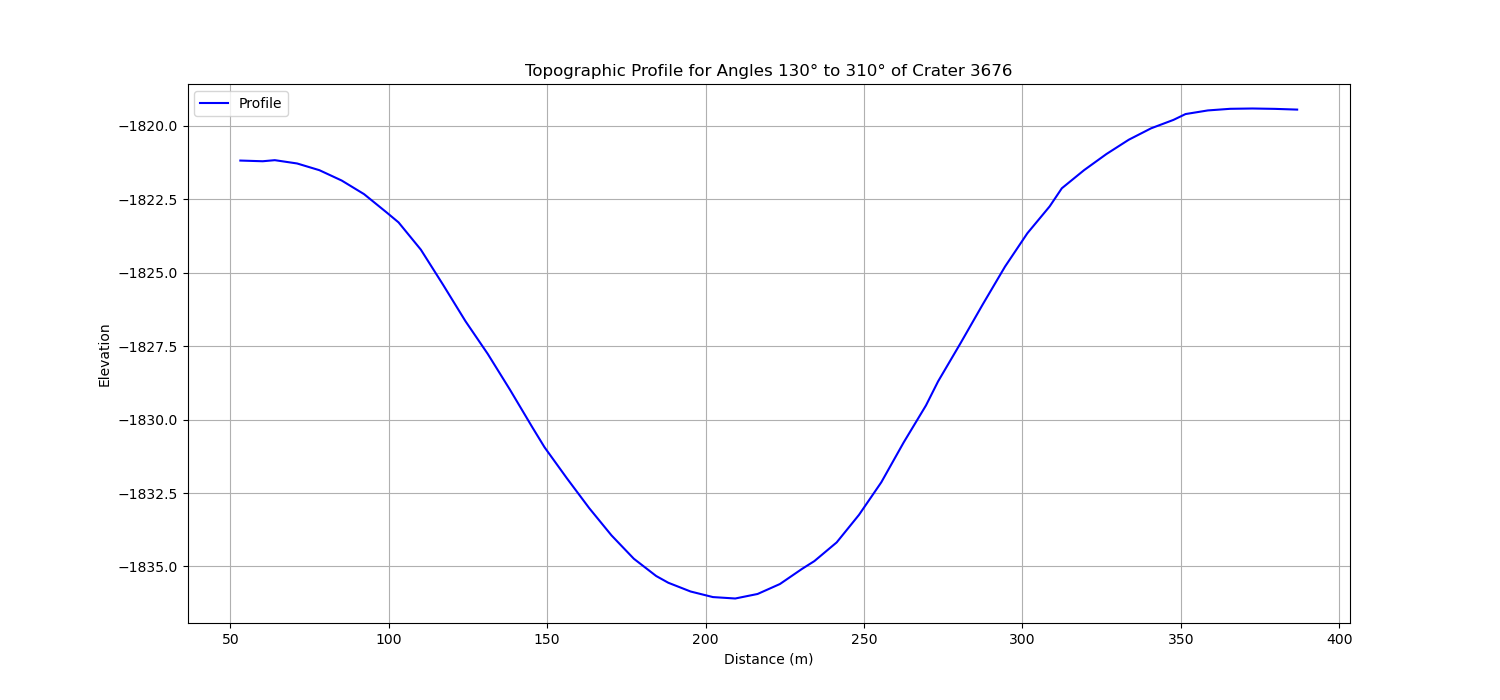 Topographic Profile for Angles 130° to 310° of Crater 3676
Profile
−1820.0
−1822.5
−1825.0
−1827.5
−1830.0
−1832.5
−1835.0
Elevation
50 100 150 200 250 300 350 400
Distance (m)